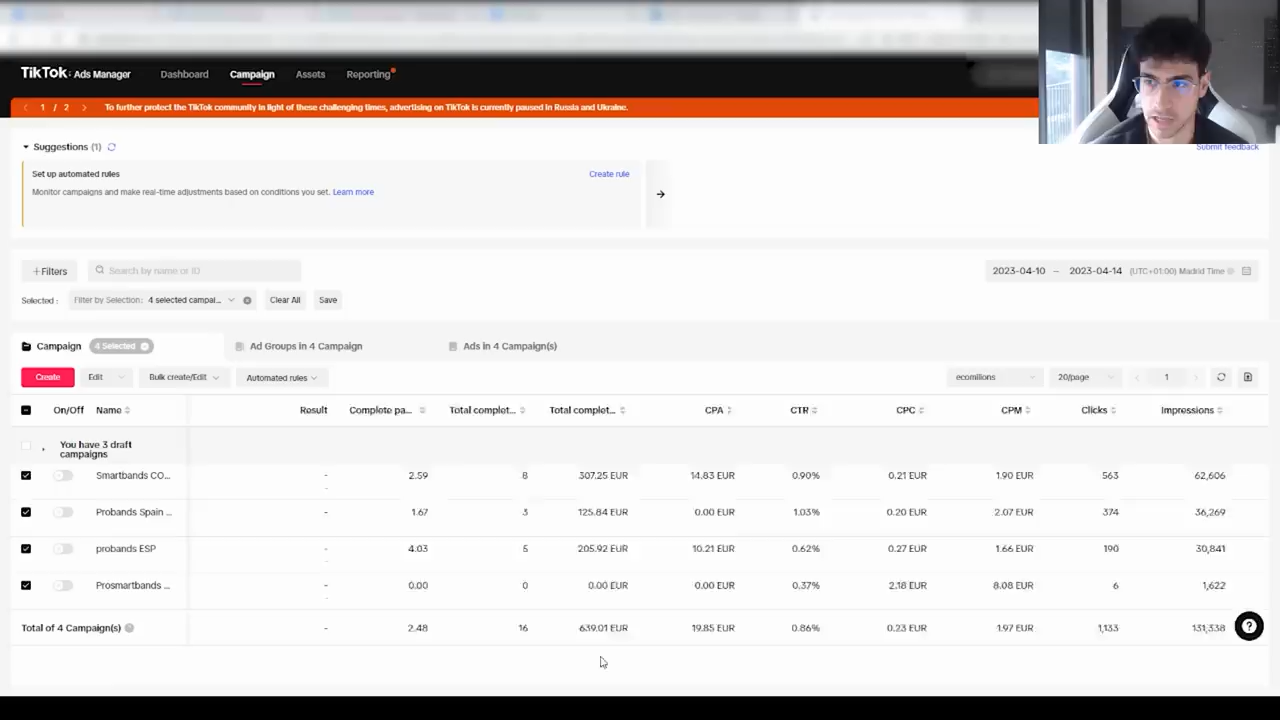 TikTok: Ads Manager Dashboard Campaign Assets Reporting
1 / 2 To further protect the TikTok community in light of these challenging times, advertising on TikTok is currently paused in Russia and Ukraine.
Suggestions (1)
Submit feedback
Set up automated rules Create rule
Monitor campaigns and make real-time adjustments based on conditions you set. Learn more
+Filters Search by name or ID 2023-04-10 – 2023-04-14 (UTC+01:00) Madrid Time
Selected : Filter by Selection: 4 selected campai... Clear All Save
Campaign 4 Selected Ad Groups in 4 Campaign Ads in 4 Campaign(s)
Create Edit Bulk create/Edit Automated rules ecomilions 20/page 1
On/Off Name Result Complete pa... Total complet... Total complet... CPA CTR CPC CPM Clicks Impressions
You have 3 draft
campaigns
Smartbands CO... - 2.59 8 307.25 EUR 14.83 EUR 0.90% 0.21 EUR 1.90 EUR 563 62,606
-
Probands Spain ... - 1.67 3 125.84 EUR 0.00 EUR 1.03% 0.20 EUR 2.07 EUR 374 36,269
probands ESP - 4.03 5 205.92 EUR 10.21 EUR 0.62% 0.27 EUR 1.66 EUR 190 30,841
-
Prosmartbands ... - 0.00 0 0.00 EUR 0.00 EUR 0.37% 2.18 EUR 8.08 EUR 6 1,622
-
Total of 4 Campaign(s) - 2.48 16 639.01 EUR 19.85 EUR 0.86% 0.23 EUR 1.97 EUR 1,133 131,338